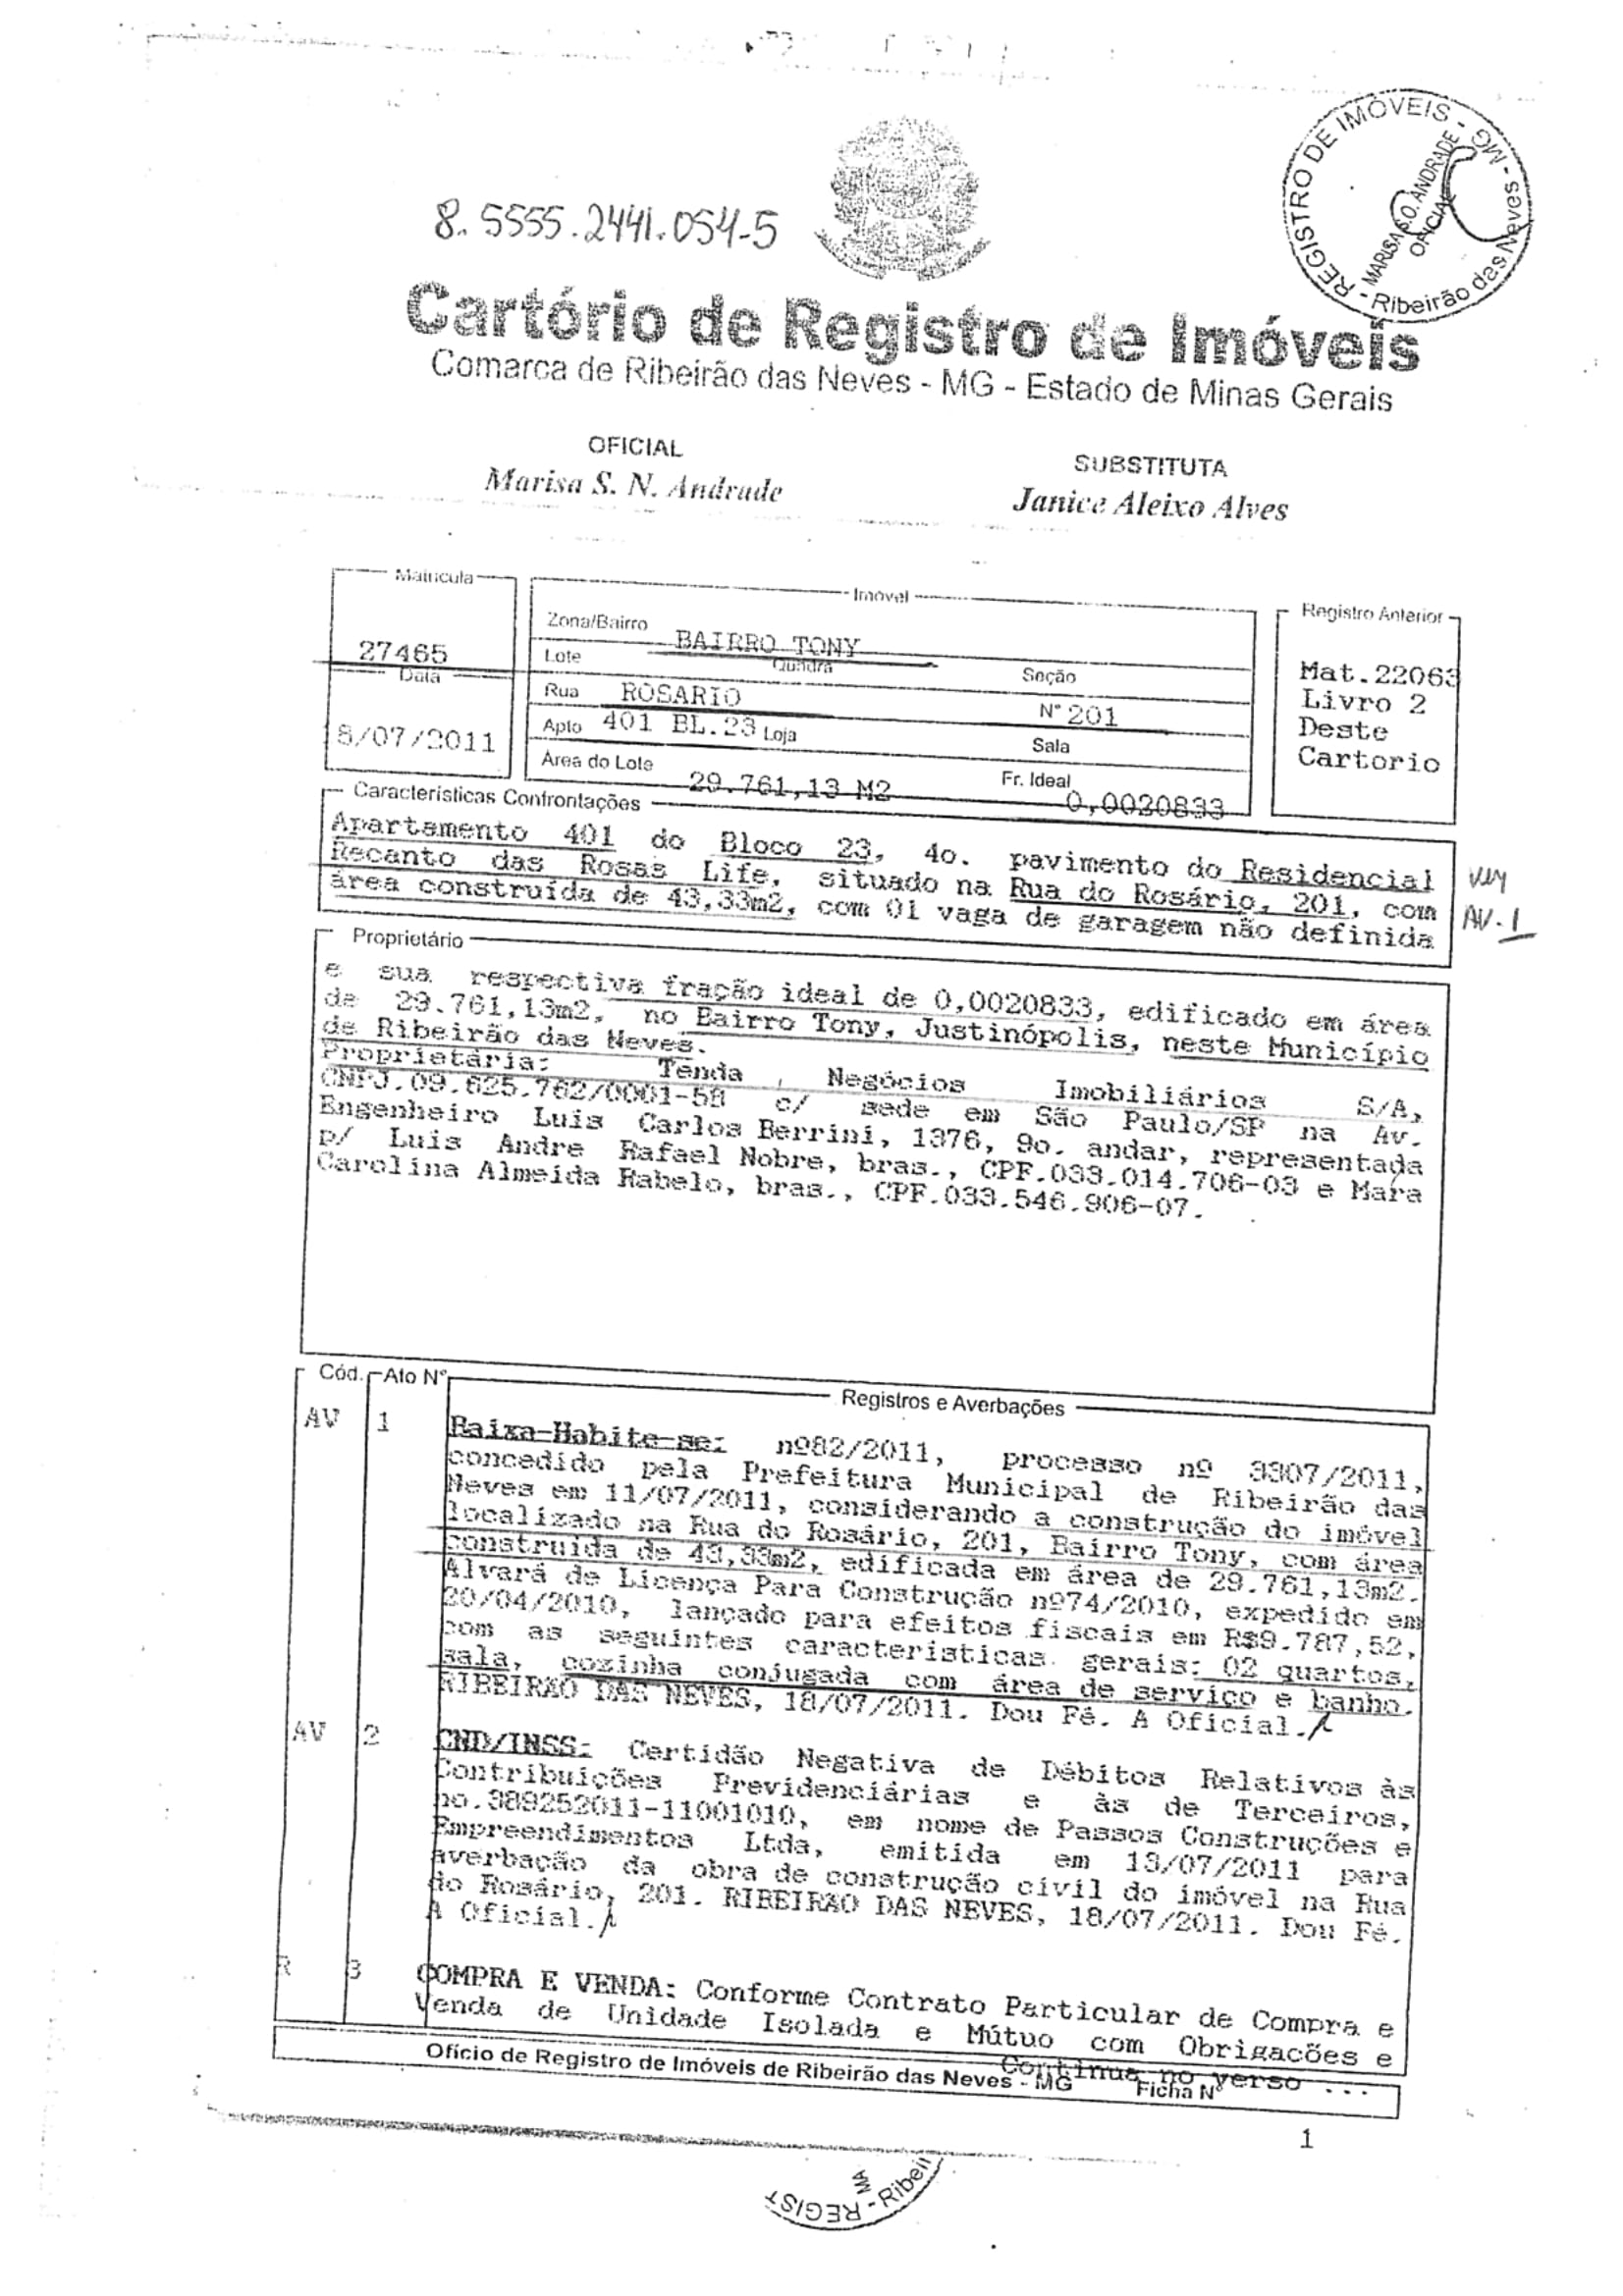 REGISTRO DE IMÓVEIS - MG - Ribeirão das Neves
MARISA S.O. ANDRADE
OFICIAL
8.5555.2441.054-5
Cartório de Registro de Imóveis
Comarca de Ribeirão das Neves - MG - Estado de Minas Gerais
OFICIAL
Marisa S. N. Andrade
SUBSTITUTA
Janice Aleixo Alves
Matrícula
27465
Data
8/07/2011
Imóvel
Zona/Bairro BAIRRO TONY
Lote Quadra Seção
Rua ROSARIO Nº 201
Apto 401 BL.23 Loja Sala
Área do Lote 29.761,13 M2 Fr. Ideal 0,0020833
Registro Anterior
Mat.22063
Livro 2
Deste
Cartorio
Características Confrontações
Apartamento 401 do Bloco 23, 4o. pavimento do Residencial
Recanto das Rosas Life, situado na Rua do Rosário, 201, com
área construída de 43,33m2, com 01 vaga de garagem não definida
AV. 1
Proprietário
e sua respectiva fração ideal de 0,0020833, edificado em área
de 29.761,13m2, no Bairro Tony, Justinópolis, neste Município
de Ribeirão das Neves.
Proprietária: Tenda Negócios Imobiliários S/A,
CNPJ.09.625.762/0001-58 c/ sede em São Paulo/SP na Av.
Engenheiro Luis Carlos Berrini, 1376, 9o. andar, representada
p/ Luis Andre Rafael Nobre, bras., CPF.033.014.706-03 e Mara
Carolina Almeida Rabelo, bras., CPF.033.546.906-07.
Cód. Ato Nº Registros e Averbações
AV 1 Baixa-Habite-se: nº82/2011, processo nº 3307/2011,
concedido pela Prefeitura Municipal de Ribeirão das
Neves em 11/07/2011, considerando a construção do imóvel
localizado na Rua do Rosário, 201, Bairro Tony, com área
construída de 43,33m2, edificada em área de 29.761,13m2.
Alvará de Licença Para Construção nº74/2010, expedido em
20/04/2010, lançado para efeitos fiscais em R$9.787,52,
com as seguintes caracteristicas gerais: 02 quartos,
sala, cozinha conjugada com área de serviço e banho.
RIBEIRÃO DAS NEVES, 18/07/2011. Dou Fé. A Oficial.
AV 2 CND/INSS: Certidão Negativa de Débitos Relativos às
Contribuições Previdenciárias e às de Terceiros,
no.389252011-11001010, em nome de Passos Construções e
Empreendimentos Ltda, emitida em 13/07/2011 para
averbação da obra de construção civil do imóvel na Rua
do Rosário, 201. RIBEIRÃO DAS NEVES, 18/07/2011. Dou Fé.
A Oficial.
R 3 COMPRA E VENDA: Conforme Contrato Particular de Compra e
Venda de Unidade Isolada e Mútuo com Obrigações e
Continua no verso ...
Ofício de Registro de Imóveis de Ribeirão das Neves - MG Ficha Nº
1
REGIST - Ribeir
MA